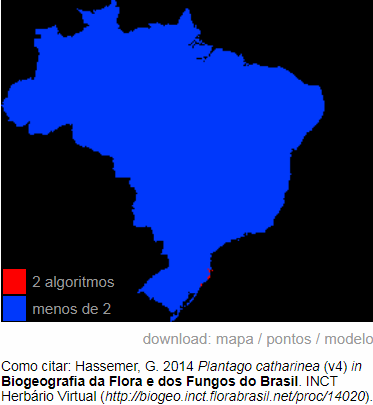 2 algoritmos
menos de 2
download: mapa / pontos / modelo
Como citar: Hassemer, G. 2014 Plantago catharinea (v4) in
Biogeografia da Flora e dos Fungos do Brasil. INCT
Herbário Virtual (http://biogeo.inct.florabrasil.net/proc/14020).